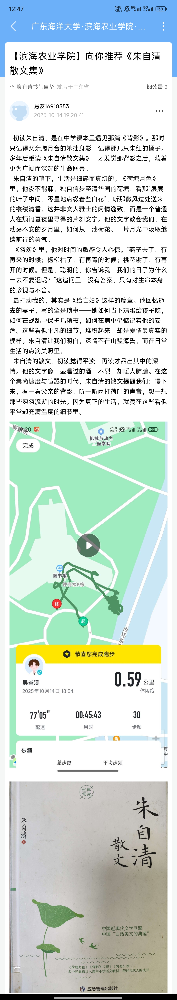 12:47
448 KB/s 5G 5G 38
广东海洋大学·滨海农业学院·...
【滨海农业学院】向你推荐《朱自清
散文集》
腹有诗书气自华 发表于广东省 阅读量 2
易友16918353
2025-10-14 19:20:41
初读朱自清，是在中学课本里遇见那篇《背影》。那时
只记得父亲爬月台的笨拙身影，记得那几只朱红的橘子。
多年后重读《朱自清散文集》，才发觉那背影之后，藏着
更为广阔而深沉的生命图景。
朱自清的笔下，生活是细碎而真切的。《荷塘月色》
里，他夜不能寐，独自信步至清华园的荷塘，看那“层层
的叶子中间，零星地点缀着些白花”，听那微风过处送来
的缕缕清香。这并非文人雅士的闲情逸致，而是一个普通
人在烦闷夏夜里寻得的片刻安宁。他的文字教会我们，在
动荡不安的岁月里，如何从一池荷花、一片月光中汲取继
续前行的勇气。
《匆匆》里，他对时间的敏感令人心惊。“燕子去了，有
再来的时候；杨柳枯了，有再青的时候；桃花谢了，有再
开的时候。但是，聪明的，你告诉我，我们的日子为什么
一去不复返呢？”这追问里，没有答案，只有对生命本身
的珍视与不舍。
最打动我的，其实是《给亡妇》这样的篇章。他回忆逝
去的妻子，写的全是琐事——她如何省下鸡蛋给孩子吃，
如何在战乱中保护几箱书，如何在病中仍惦记着他的安
危。这些看似平凡的细节，堆积起来，却是爱情最真实的
模样。朱自清让我们明白，深情不在山盟海誓，而在日常
生活的点滴关照里。
朱自清的散文，初读觉得平淡，再读才品出其中的深
情。他的文字像一壶温过的酒，不烈，却暖人肺腑。在这
个崇尚速度与喧嚣的时代，朱自清的散文提醒我们：慢下
来，看一看父亲的背影，听一听雨打荷叶的声音，想一想
那些匆匆流逝的时光。因为真正的生活，就藏在这些看似
平常却充满温度的细节里。
19:20
61.8 KB/s 5G 5G 20
机械与动力
工程学院
完成
图书馆
钟海楼B栋
终
起
内环东
恭喜您完成跑步
吴崟溪
2025年10月14日 18:34
0.59 公里
休闲跑
77'05" 00:45:43 30
配速 用时 步频
博
海
中
步频
总步数 平均步频
经典
常读
朱自清
散文
朱自清
中国近现代文学巨擘
中国“白话美文的典范”
《荷塘月色》《背影》《春》《匆匆》等
多个经典篇目入选中小学语文教材，陪伴几代人的成长
应急管理出版社